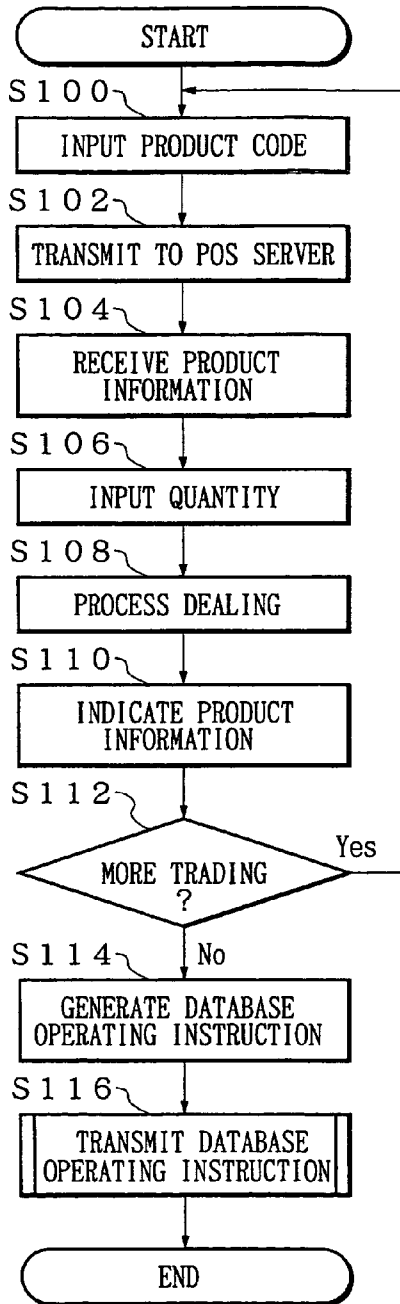 START
S100
INPUT PRODUCT CODE
S102
TRANSMIT TO POS SERVER
S104
RECEIVE PRODUCT
INFORMATION
S106
INPUT QUANTITY
S108
PROCESS DEALING
S110
INDICATE PRODUCT
INFORMATION
S112
MORE TRADING
?
Yes
No
S114
GENERATE DATABASE
OPERATING INSTRUCTION
S116
TRANSMIT DATABASE
OPERATING INSTRUCTION
END